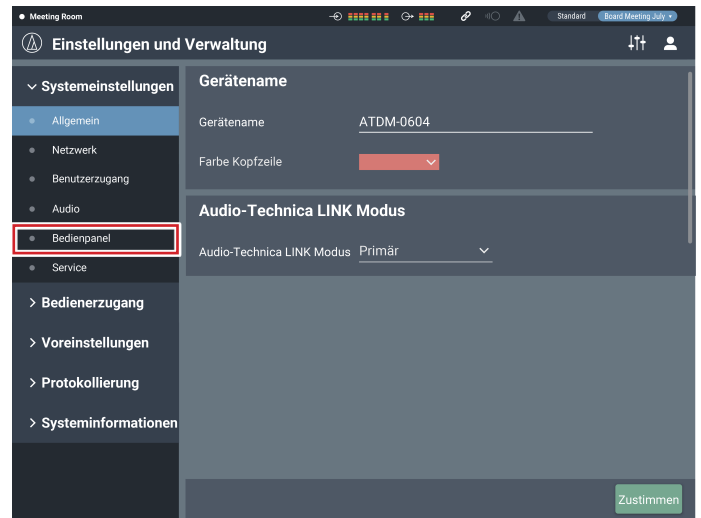 Meeting Room
Standard
Board Meeting July
Einstellungen und Verwaltung
Systemeinstellungen
Allgemein
Netzwerk
Benutzerzugang
Audio
Bedienpanel
Service
Bedienerzugang
Voreinstellungen
Protokollierung
Systeminformationen
Gerätename
Gerätename ATDM-0604
Farbe Kopfzeile
Audio-Technica LINK Modus
Audio-Technica LINK Modus Primär
Zustimmen